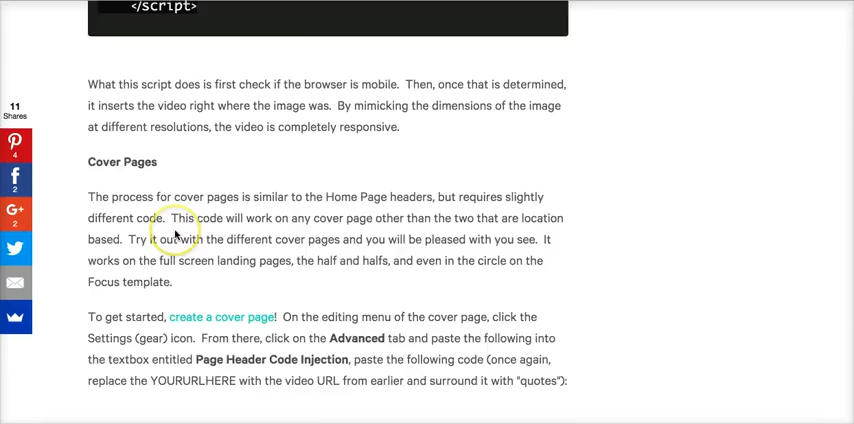 </script>
What this script does is first check if the browser is mobile.  Then, once that is determined,
it inserts the video right where the image was.  By mimicking the dimensions of the image
at different resolutions, the video is completely responsive.
11
Shares
4
2
2
Cover Pages
The process for cover pages is similar to the Home Page headers, but requires slightly
different code.  This code will work on any cover page other than the two that are location
based.  Try it out with the different cover pages and you will be pleased with you see.  It
works on the full screen landing pages, the half and halfs, and even in the circle on the
Focus template.
To get started, create a cover page!  On the editing menu of the cover page, click the
Settings (gear) icon.  From there, click on the Advanced tab and paste the following into
the textbox entitled Page Header Code Injection, paste the following code (once again,
replace the YOURURLHERE with the video URL from earlier and surround it with "quotes"):